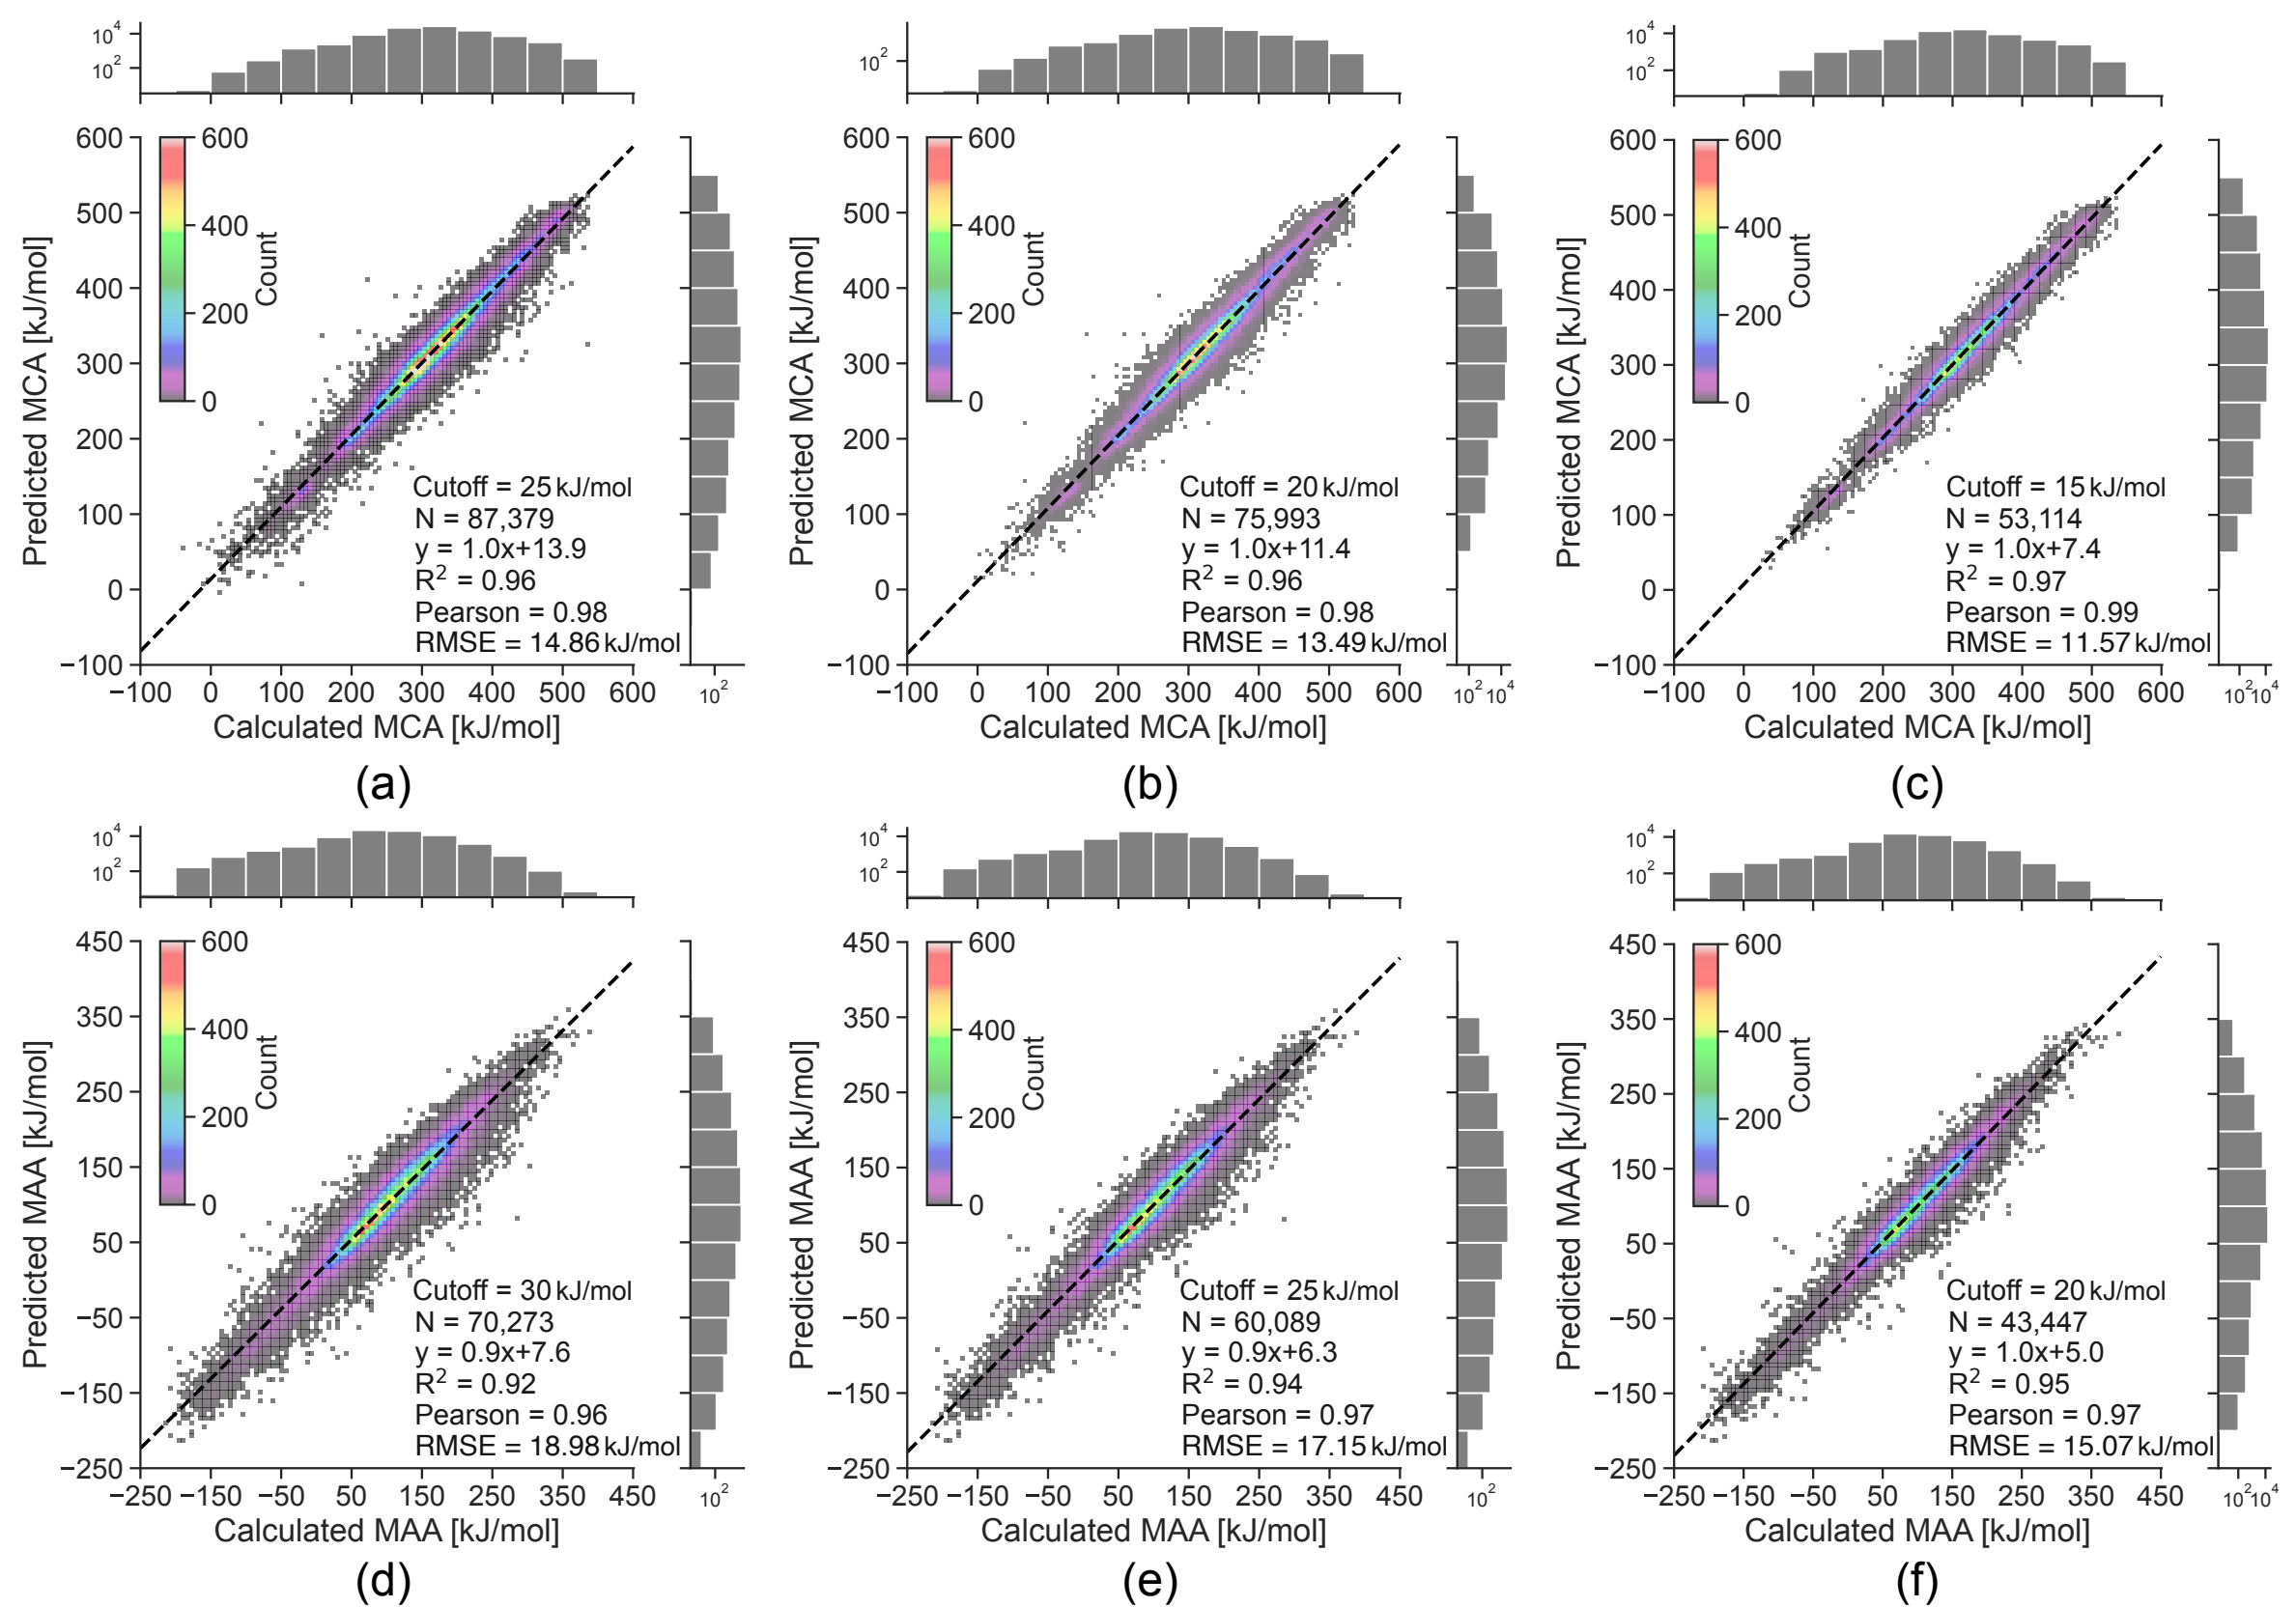 10^4
10^2
600
500
400
300
200
100
0
−100
600
400
200
0
Count
Predicted MCA [kJ/mol]
Cutoff = 25 kJ/mol
N = 87,379
y = 1.0x+13.9
R^2 = 0.96
Pearson = 0.98
RMSE = 14.86 kJ/mol
−100 0 100 200 300 400 500 600
10^2
Calculated MCA [kJ/mol]
(a)
10^2
600
500
400
300
200
100
0
−100
600
400
200
0
Count
Predicted MCA [kJ/mol]
Cutoff = 20 kJ/mol
N = 75,993
y = 1.0x+11.4
R^2 = 0.96
Pearson = 0.98
RMSE = 13.49 kJ/mol
−100 0 100 200 300 400 500 600
10^2 10^4
Calculated MCA [kJ/mol]
(b)
10^4
10^2
600
500
400
300
200
100
0
−100
600
400
200
0
Count
Predicted MCA [kJ/mol]
Cutoff = 15 kJ/mol
N = 53,114
y = 1.0x+7.4
R^2 = 0.97
Pearson = 0.99
RMSE = 11.57 kJ/mol
−100 0 100 200 300 400 500 600
10^2 10^4
Calculated MCA [kJ/mol]
(c)
10^4
10^2
450
350
250
150
50
−50
−150
−250
600
400
200
0
Count
Predicted MAA [kJ/mol]
Cutoff = 30 kJ/mol
N = 70,273
y = 0.9x+7.6
R^2 = 0.92
Pearson = 0.96
RMSE = 18.98 kJ/mol
−250 −150 −50 50 150 250 350 450
10^2
Calculated MAA [kJ/mol]
(d)
10^4
10^2
450
350
250
150
50
−50
−150
−250
600
400
200
0
Count
Predicted MAA [kJ/mol]
Cutoff = 25 kJ/mol
N = 60,089
y = 0.9x+6.3
R^2 = 0.94
Pearson = 0.97
RMSE = 17.15 kJ/mol
−250 −150 −50 50 150 250 350 450
10^2
Calculated MAA [kJ/mol]
(e)
10^4
10^2
450
350
250
150
50
−50
−150
−250
600
400
200
0
Count
Predicted MAA [kJ/mol]
Cutoff = 20 kJ/mol
N = 43,447
y = 1.0x+5.0
R^2 = 0.95
Pearson = 0.97
RMSE = 15.07 kJ/mol
−250 −150 −50 50 150 250 350 450
10^2 10^4
Calculated MAA [kJ/mol]
(f)